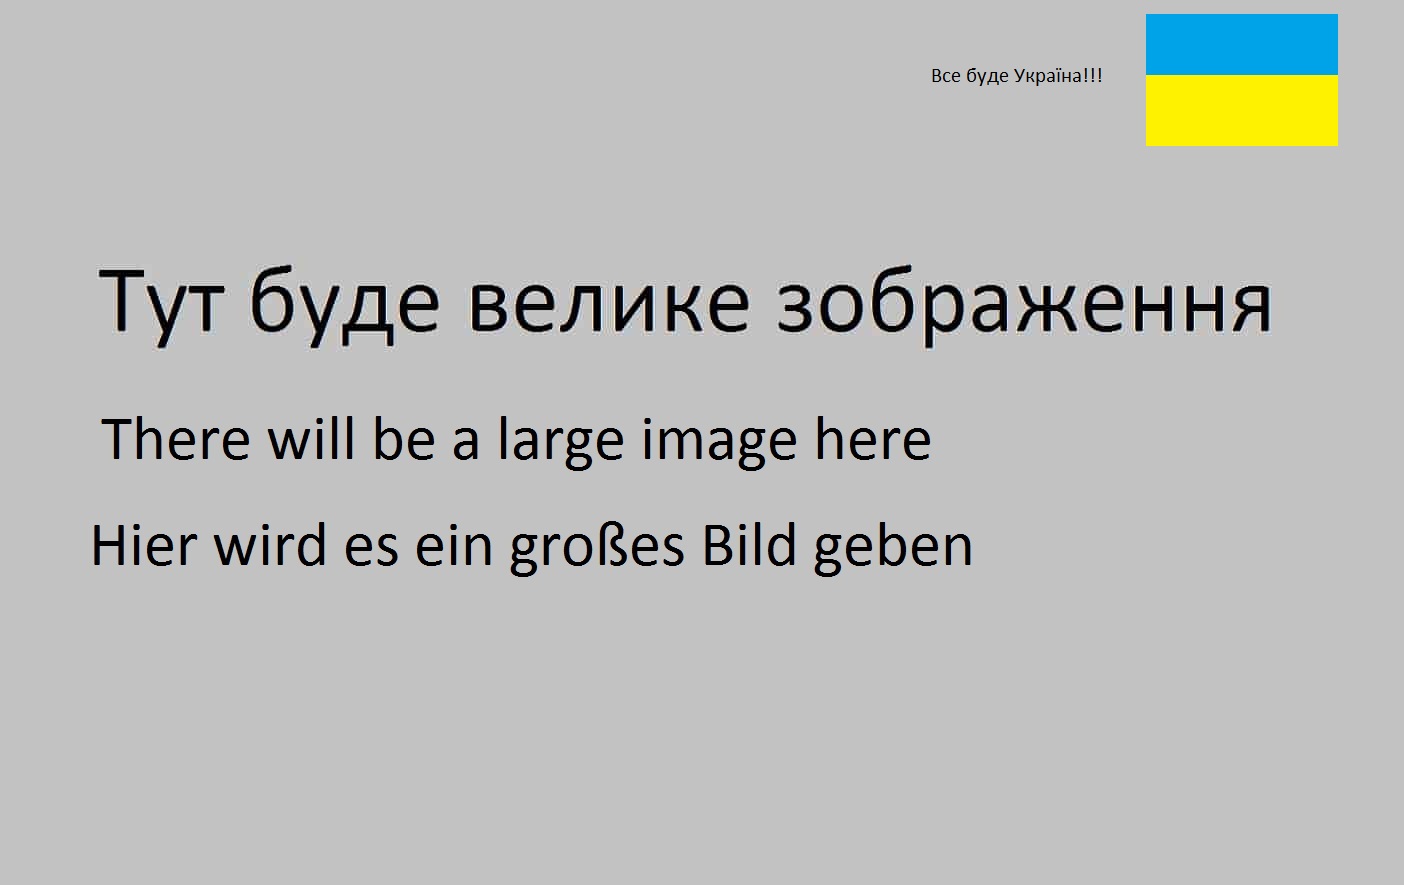 Все буде Україна!!!
Тут буде велике зображення
There will be a large image here
Hier wird es ein großes Bild geben